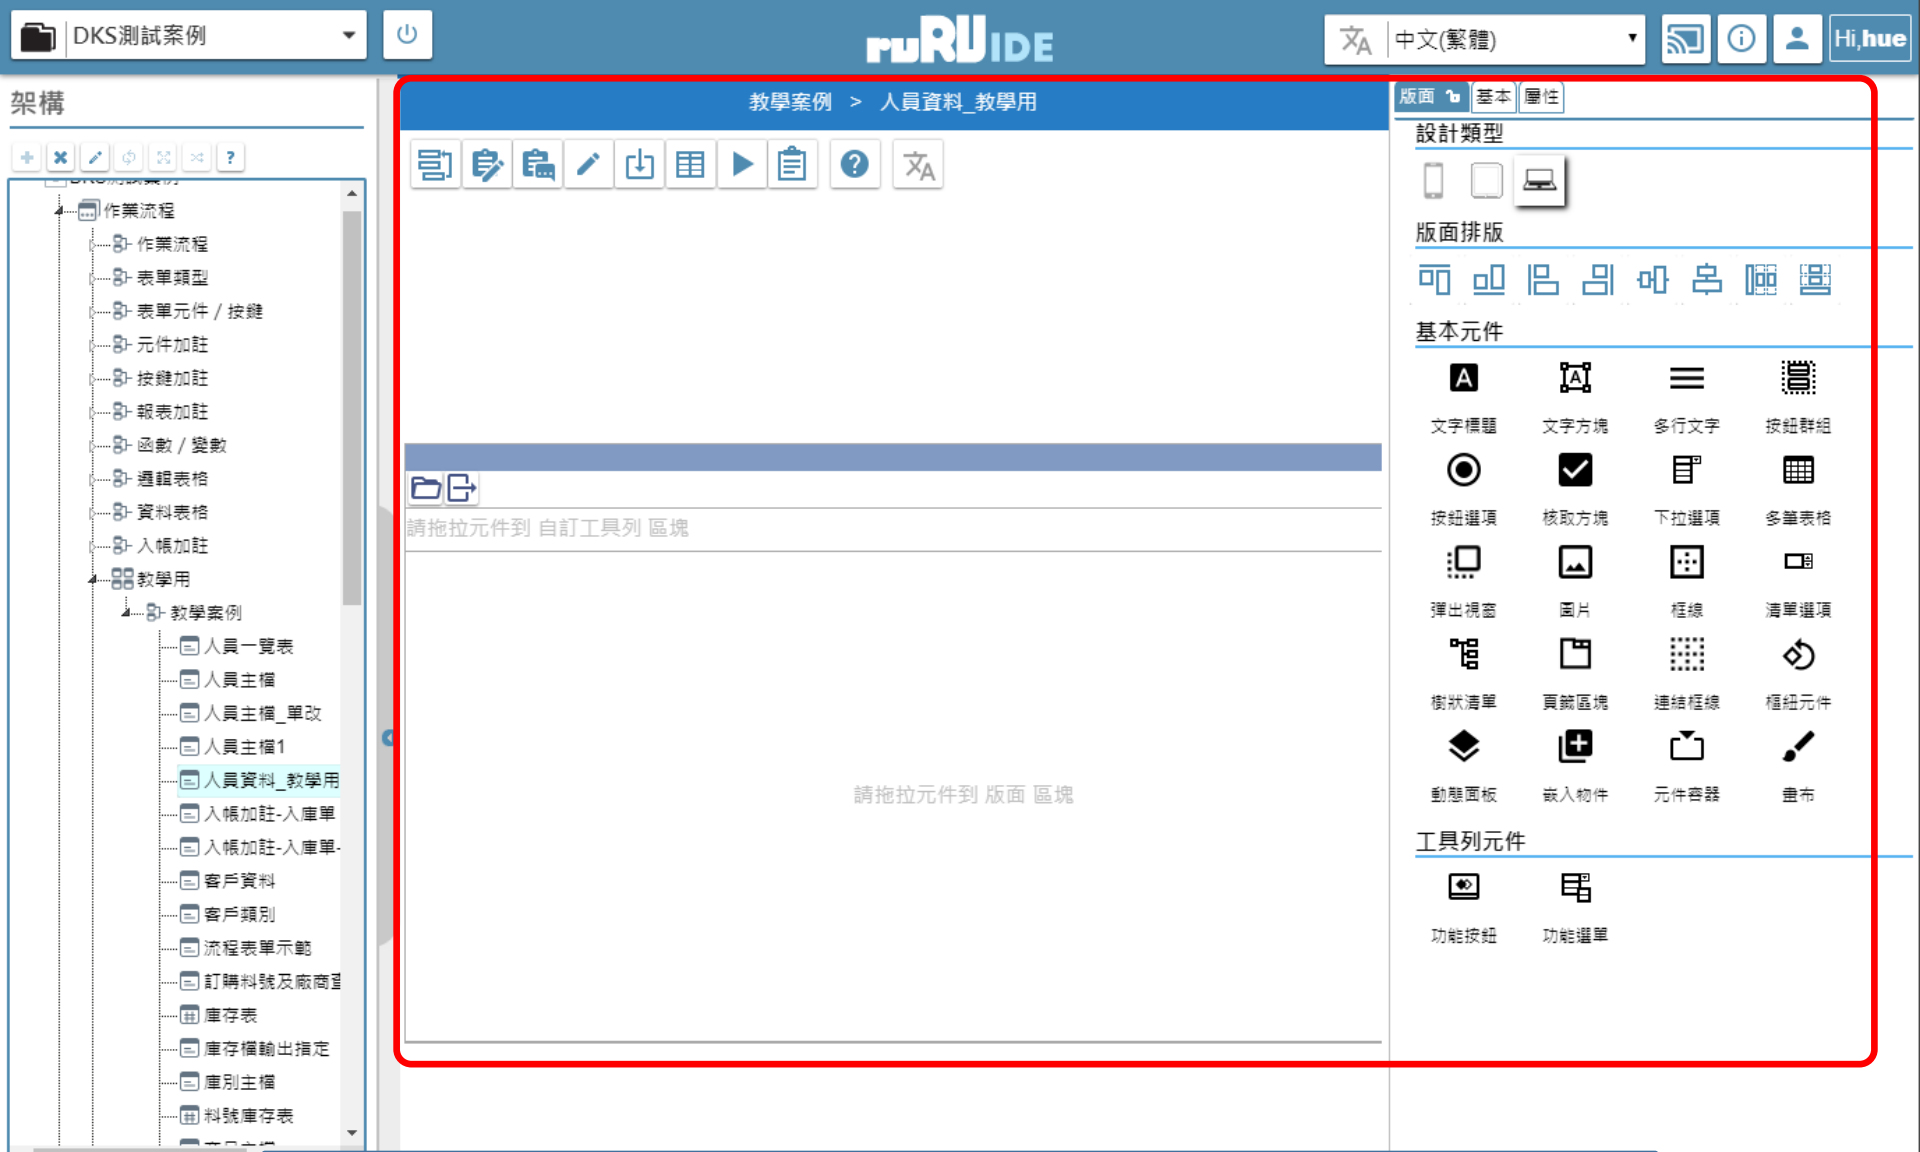 DKS測試案例
ruRU IDE
中文(繁體)
Hi,hue
架構
作業流程
作業流程
表單類型
表單元件 / 按鍵
元件加註
按鍵加註
報表加註
函數 / 變數
邏輯表格
資料表格
入帳加註
教學用
教學案例
人員一覽表
人員主檔
人員主檔_單改
人員主檔1
人員資料_教學用
入帳加註-入庫單
入帳加註-入庫單-
客戶資料
客戶類別
流程表單示範
訂購料號及廠商查
庫存表
庫存檔輸出指定
庫別主檔
料號庫存表
教學案例 > 人員資料_教學用
請拖拉元件到 自訂工具列 區塊
請拖拉元件到 版面 區塊
版面 基本 屬性
設計類型
版面排版
基本元件
文字標題 文字方塊 多行文字 按鈕群組
按鈕選項 核取方塊 下拉選項 多筆表格
彈出視窗 圖片 框線 清單選項
樹狀清單 頁籤區塊 連結框線 樞紐元件
動態面板 嵌入物件 元件容器 畫布
工具列元件
功能按鈕 功能選單